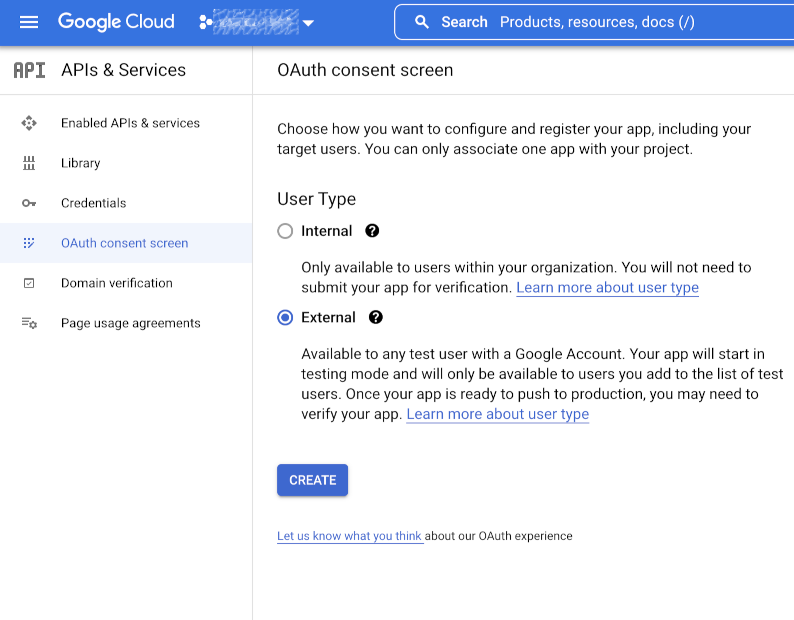 Google Cloud
Search Products, resources, docs (/)
API APIs & Services
OAuth consent screen
Enabled APIs & services
Library
Credentials
OAuth consent screen
Domain verification
Page usage agreements
Choose how you want to configure and register your app, including your
target users. You can only associate one app with your project.
User Type
Internal ?
Only available to users within your organization. You will not need to
submit your app for verification. Learn more about user type
External ?
Available to any test user with a Google Account. Your app will start in
testing mode and will only be available to users you add to the list of test
users. Once your app is ready to push to production, you may need to
verify your app. Learn more about user type
CREATE
Let us know what you think about our OAuth experience